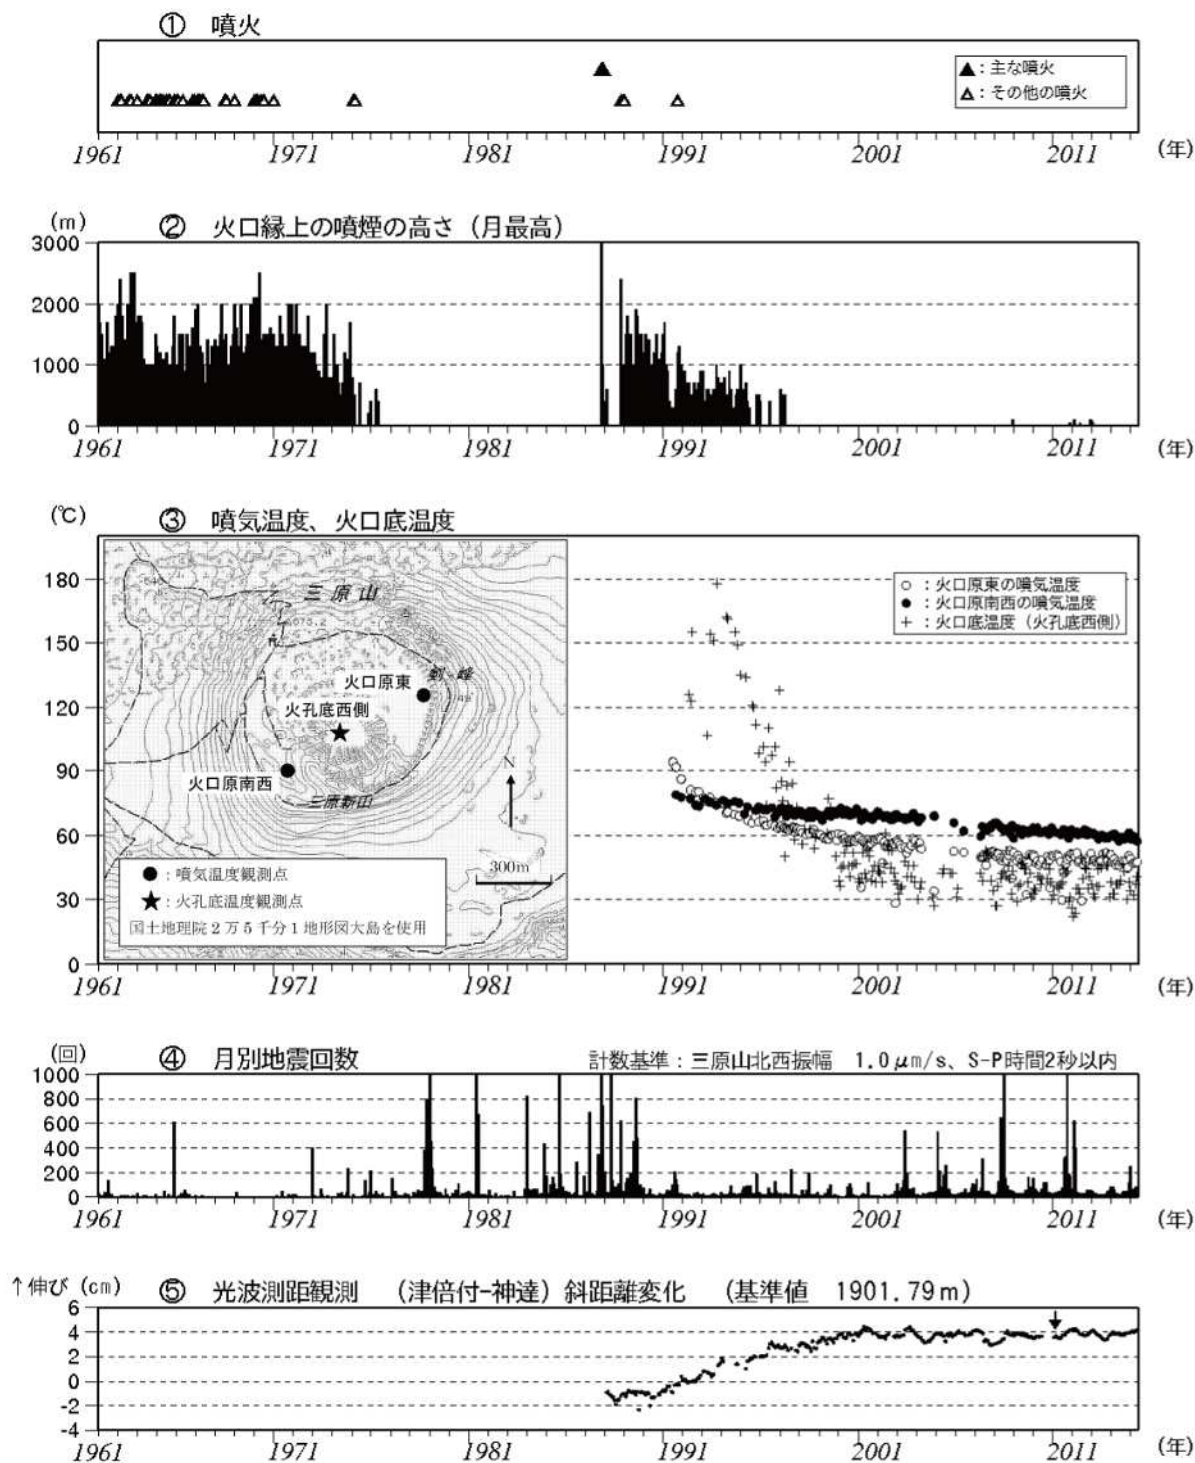 ① 噴火
▲：主な噴火
△：その他の噴火
1961 1971 1981 1991 2001 2011 (年)
(m) ② 火口縁上の噴煙の高さ（月最高）
3000
2000
1000
0
1961 1971 1981 1991 2001 2011 (年)
(℃) ③ 噴気温度、火口底温度
180
150
120
90
60
30
0
○：火口原東の噴気温度
●：火口原南西の噴気温度
＋：火口底温度（火孔底西側）
三原山
剣ヶ峰
火口原東
火孔底西側
火口原南西
三原新山
N
300m
●：噴気温度観測点
★：火孔底温度観測点
国土地理院２万５千分１地形図大島を使用
1961 1971 1981 1991 2001 2011 (年)
(回) ④ 月別地震回数 計数基準：三原山北西振幅 1.0μm/s、S-P時間2秒以内
1000
800
600
400
200
0
1961 1971 1981 1991 2001 2011 (年)
↑伸び (cm) ⑤ 光波測距観測 （津倍付-神達）斜距離変化 （基準値 1901.79m）
6
4
2
0
-2
-4
1961 1971 1981 1991 2001 2011 (年)